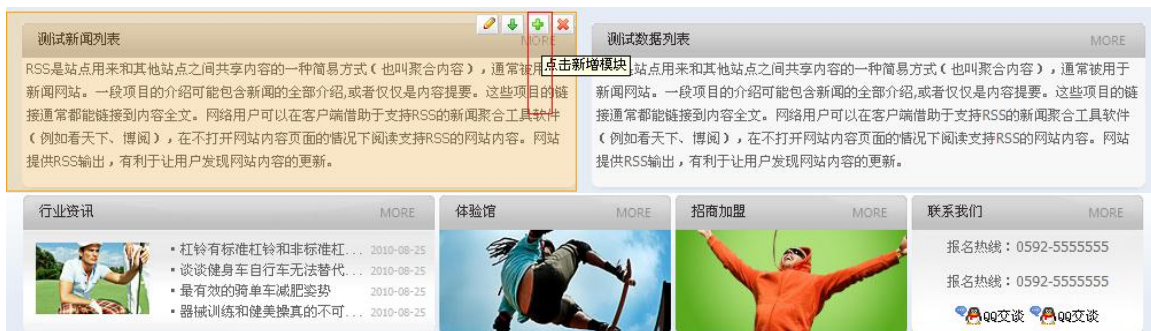 测试新闻列表
MORE
点击新增模块
RSS是站点用来和其他站点之间共享内容的一种简易方式(也叫聚合内容),通常被用
新闻网站。一段项目的介绍可能包含新闻的全部介绍,或者仅仅是内容提要。这些项目的链
接通常都能链接到内容全文。网络用户可以在客户端借助于支持RSS的新闻聚合工具软件
(例如看天下、博阅),在不打开网站内容页面的情况下阅读支持RSS的网站内容。网站
提供RSS输出,有利于让用户发现网站内容的更新。
测试数据列表
MORE
站点用来和其他站点之间共享内容的一种简易方式(也叫聚合内容),通常被用于
新闻网站。一段项目的介绍可能包含新闻的全部介绍,或者仅仅是内容提要。这些项目的链
接通常都能链接到内容全文。网络用户可以在客户端借助于支持RSS的新闻聚合工具软件
(例如看天下、博阅),在不打开网站内容页面的情况下阅读支持RSS的网站内容。网站
提供RSS输出,有利于让用户发现网站内容的更新。
行业资讯
MORE
杠铃有标准杠铃和非标准杠... 2010-08-25
谈谈健身车自行车无法替代... 2010-08-25
最有效的骑单车减肥姿势 2010-08-25
器械训练和健美操真的不可... 2010-08-25
体验馆
MORE
招商加盟
MORE
联系我们
MORE
报名热线:0592-5555555
报名热线:0592-5555555
QQ交谈 QQ交谈